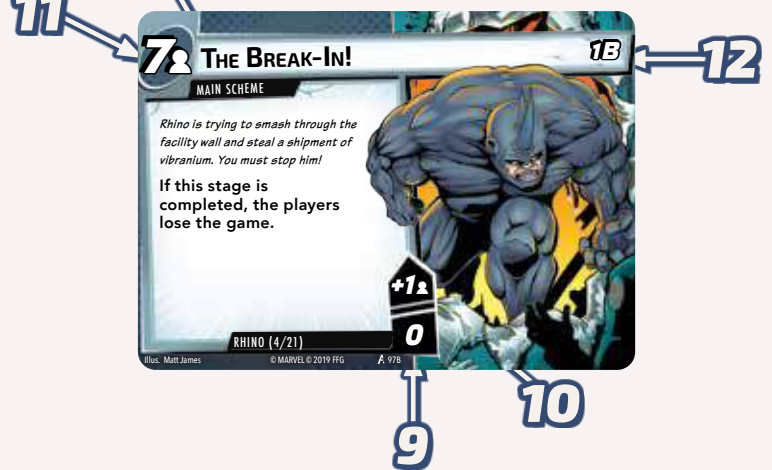 11
7 THE BREAK-IN! 1B
12
MAIN SCHEME
Rhino is trying to smash through the
facility wall and steal a shipment of
vibranium. You must stop him!
If this stage is
completed, the players
lose the game.
+1
0
RHINO (4/21)
Illus. Matt James © MARVEL © 2019 FFG 97B
10
9